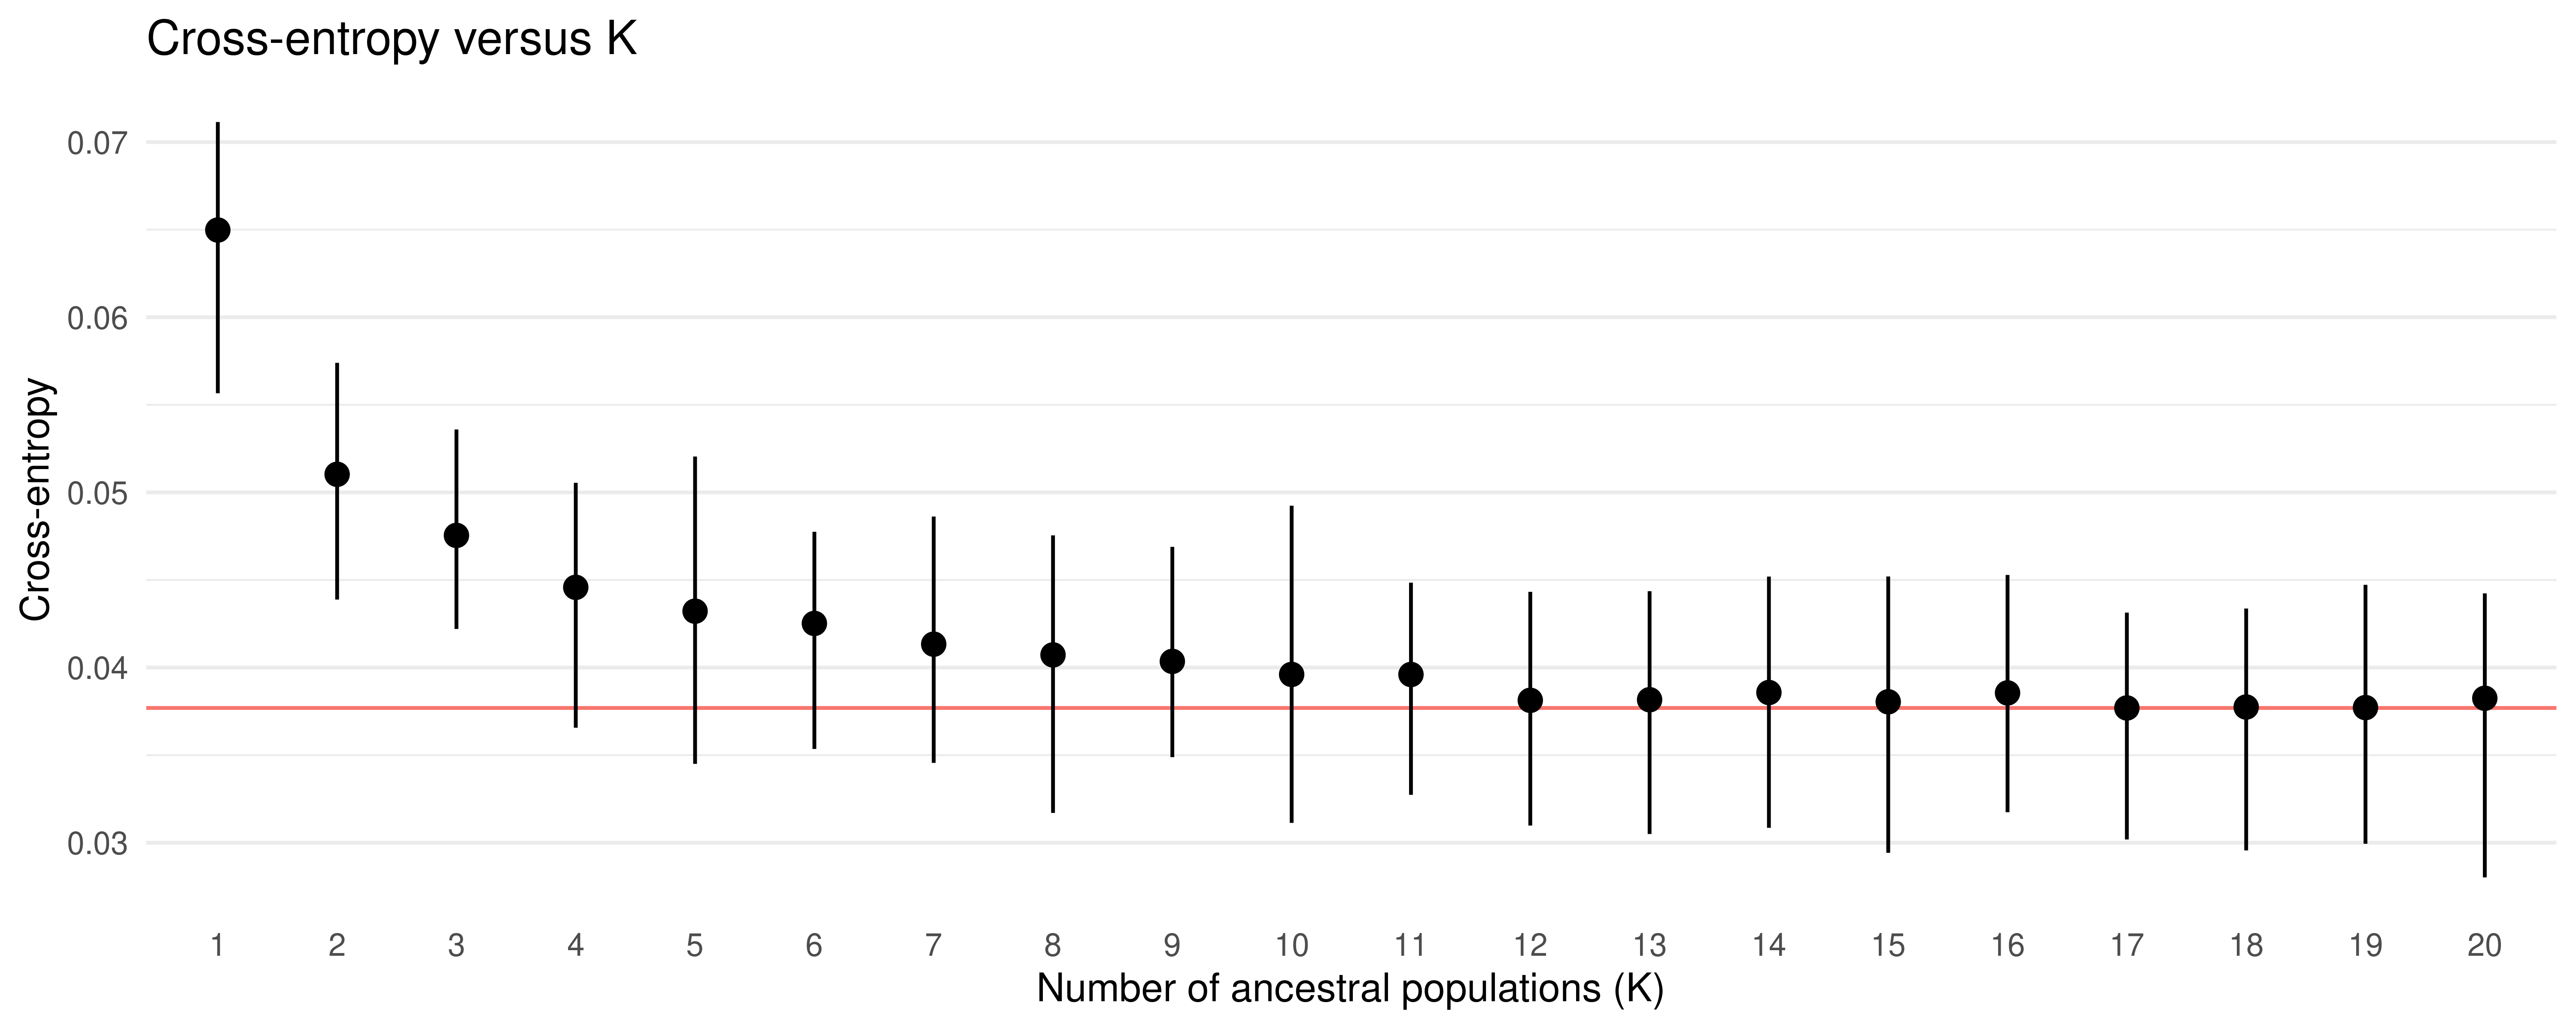 Cross-entropy versus K
Cross-entropy
0.07
0.06
0.05
0.04
0.03
1 2 3 4 5 6 7 8 9 10 11 12 13 14 15 16 17 18 19 20
Number of ancestral populations (K)